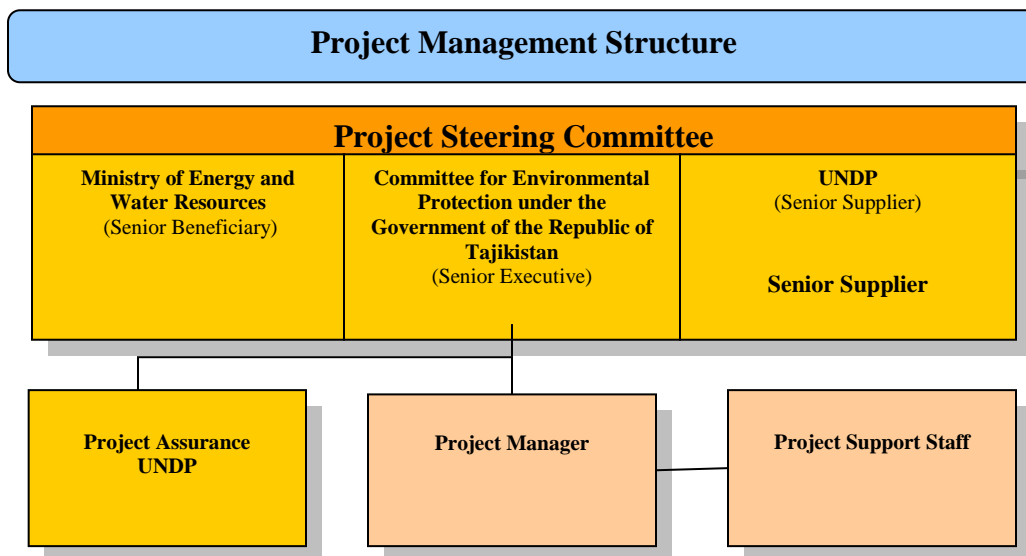 Project Management Structure
Project Steering Committee
Ministry of Energy and
Water Resources
(Senior Beneficiary)
Committee for Environmental
Protection under the
Government of the Republic of
Tajikistan
(Senior Executive)
UNDP
(Senior Supplier)
Senior Supplier
Project Assurance
UNDP
Project Manager
Project Support Staff